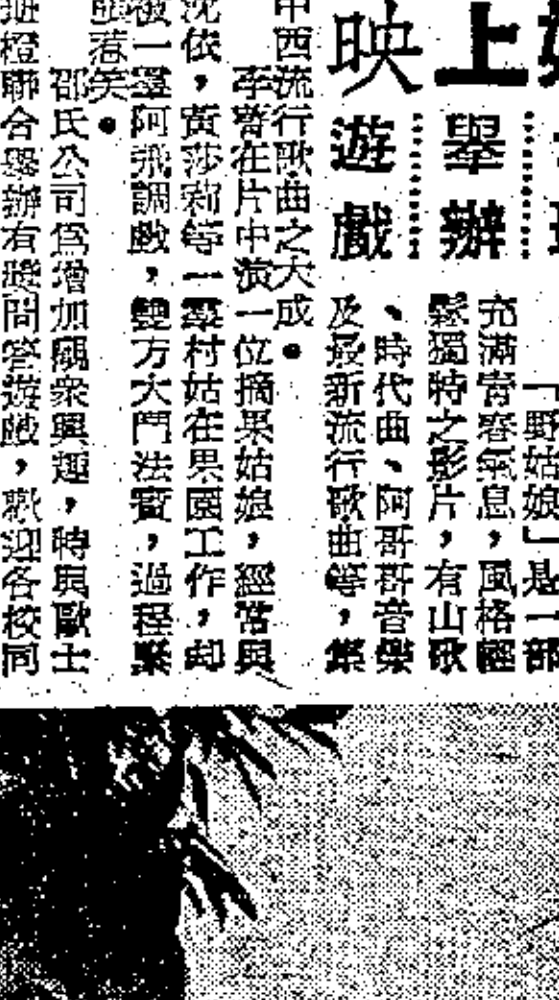 上映
舉辦
遊戲
「野姑娘」是一部
充滿青春氣息，風格輕
鬆獨特之影片，有山歌
、時代曲、阿哥哥音樂
及最新流行歌曲等，集
中西流行歌曲之大成。
李菁在片中演一位摘果姑娘，經常與
沈依，黃莎莉等一羣村姑在果園工作，却
被一羣阿飛調戲，雙方大鬥法寶，過程緊
惹笑。
邵氏公司爲增加觀衆興趣，特與歐士
橙聯合舉辦有獎問答遊戲，歡迎各校同